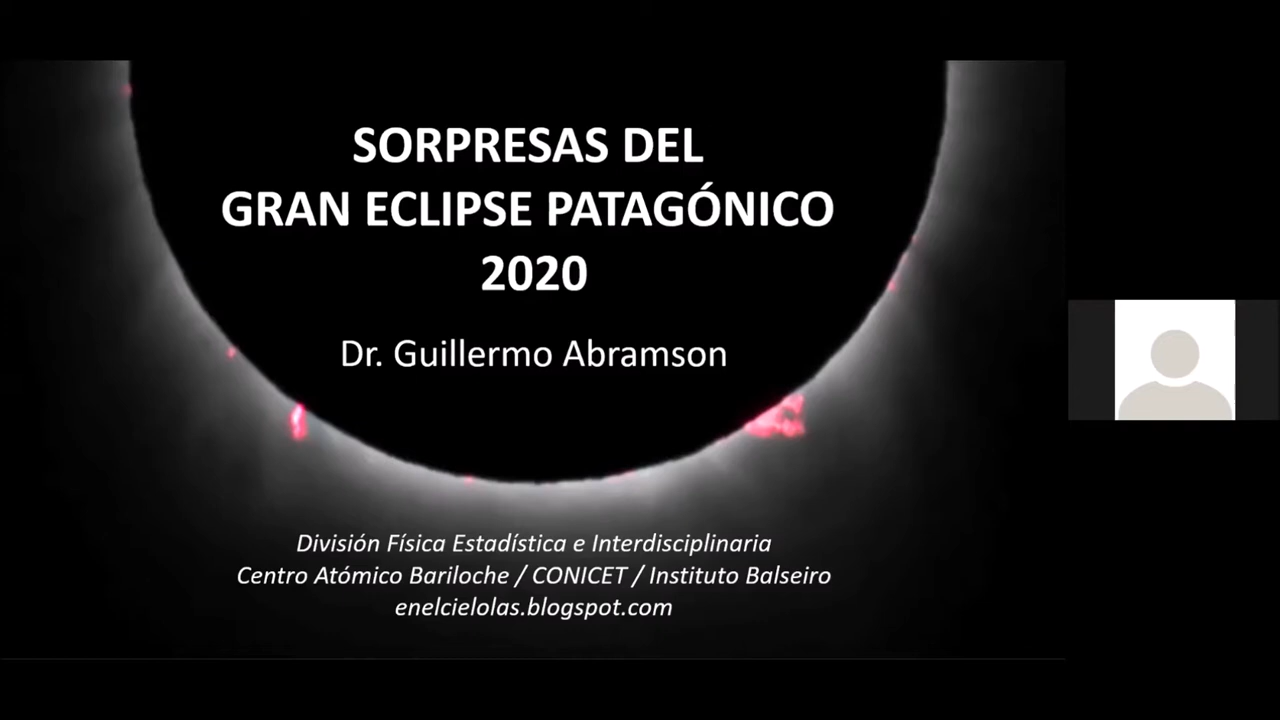 SORPRESAS DEL
GRAN ECLIPSE PATAGÓNICO
2020
Dr. Guillermo Abramson
División Física Estadística e Interdisciplinaria
Centro Atómico Bariloche / CONICET / Instituto Balseiro
enelcielolas.blogspot.com